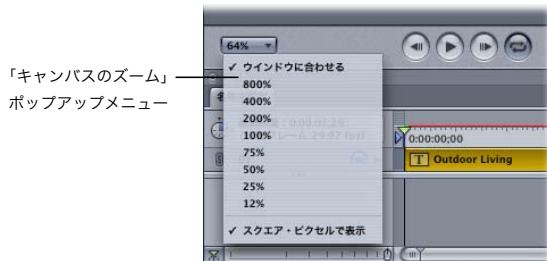 64%
「キャンバスのズーム」
ポップアップメニュー
✓ ウインドウに合わせる
800%
400%
200%
100%
75%
50%
25%
12%
✓ スクエア・ピクセルで表示
0:00:00;00
T Outdoor Living